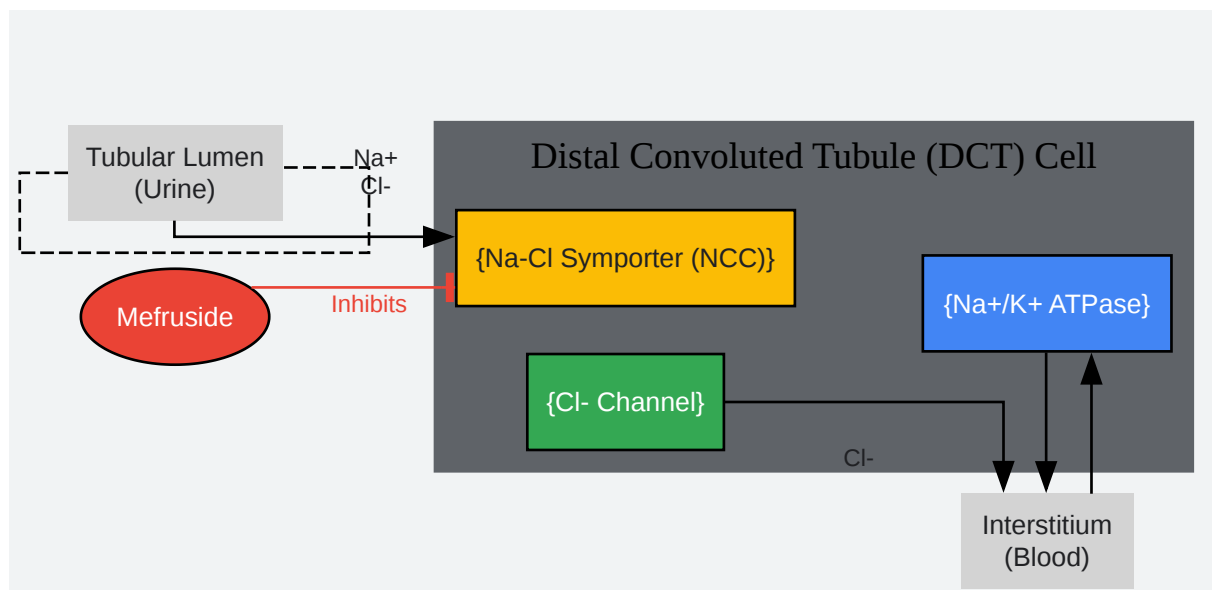 Distal Convoluted Tubule (DCT) Cell
Tubular Lumen
(Urine)
Na+
Cl-
{Na-Cl Symporter (NCC)}
Mefruside
Inhibits
{Na+/K+ ATPase}
{Cl- Channel}
Cl-
Interstitium
(Blood)